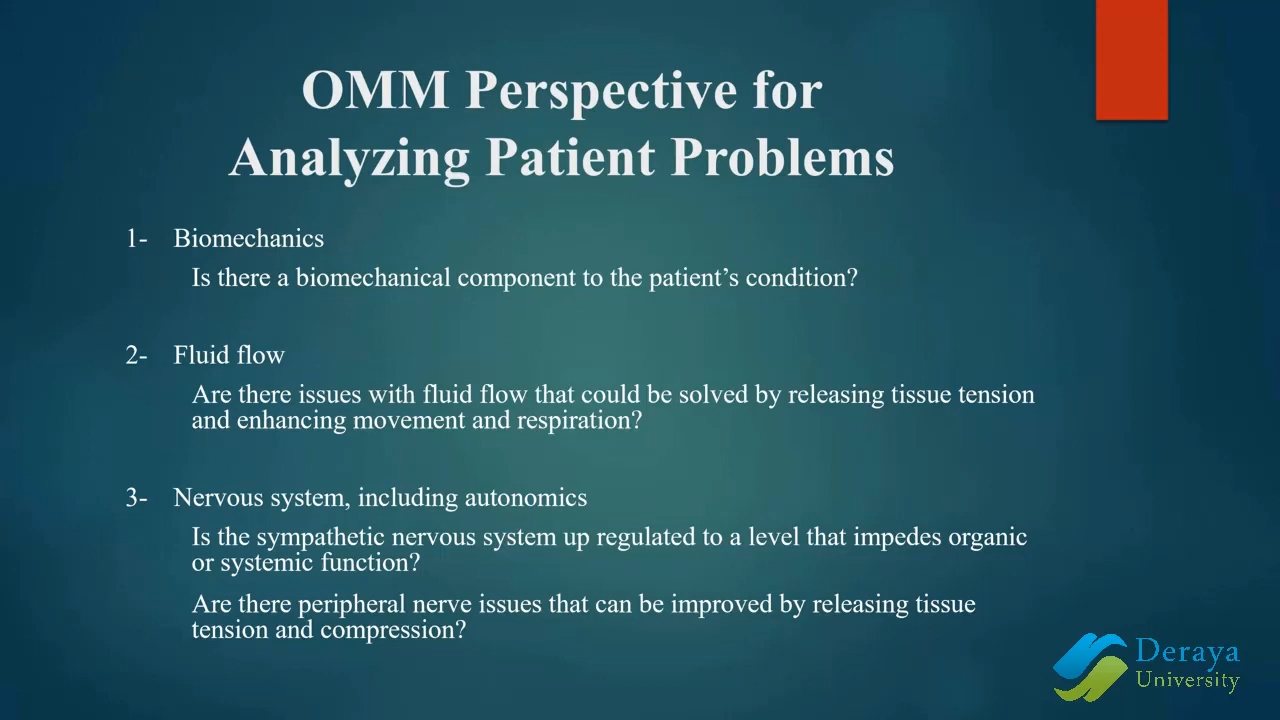 OMM Perspective for
Analyzing Patient Problems
1- Biomechanics
Is there a biomechanical component to the patient’s condition?
2- Fluid flow
Are there issues with fluid flow that could be solved by releasing tissue tension
and enhancing movement and respiration?
3- Nervous system, including autonomics
Is the sympathetic nervous system up regulated to a level that impedes organic
or systemic function?
Are there peripheral nerve issues that can be improved by releasing tissue
tension and compression?
Deraya
University